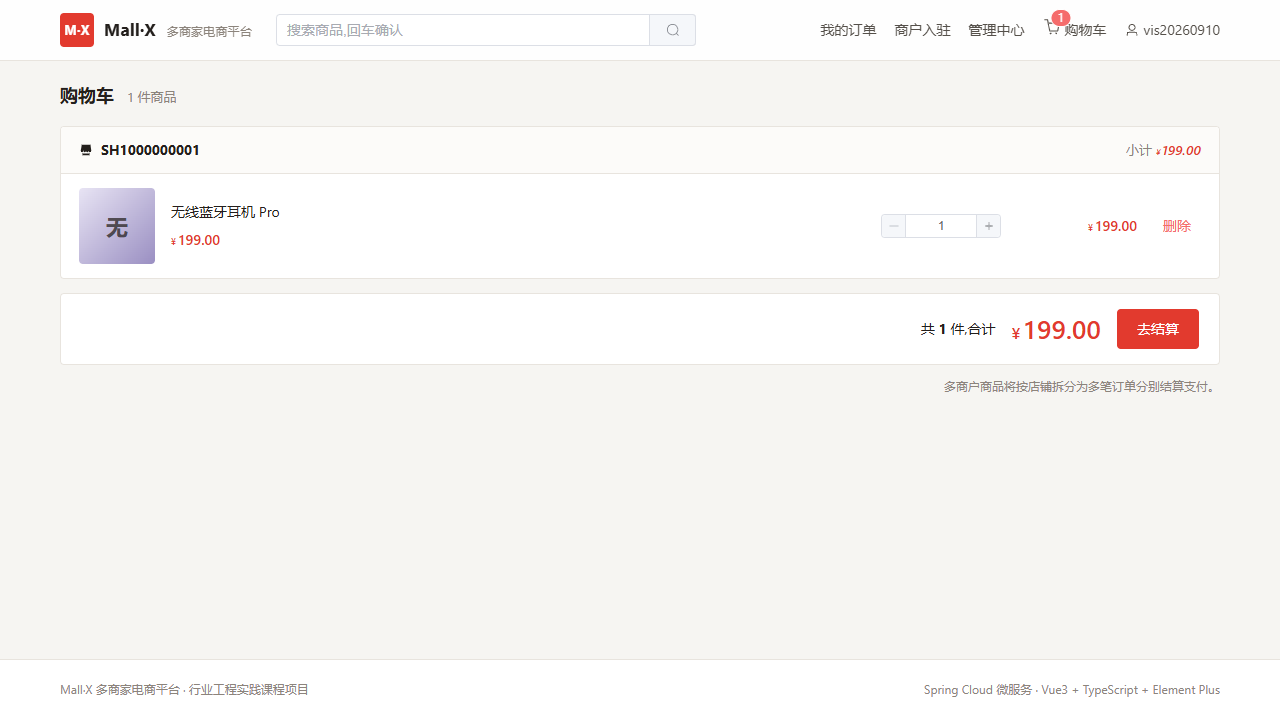 M·X Mall·X 多商家电商平台 搜索商品,回车确认 我的订单 商户入驻 管理中心 1 购物车 vis20260910
购物车 1 件商品
SH1000000001 小计 ¥199.00
无
无线蓝牙耳机 Pro
¥199.00
1
¥199.00 删除
共 1 件,合计 ¥199.00 去结算
多商户商品将按店铺拆分为多笔订单分别结算支付。
Mall·X 多商家电商平台 · 行业工程实践课程项目 Spring Cloud 微服务 · Vue3 + TypeScript + Element Plus